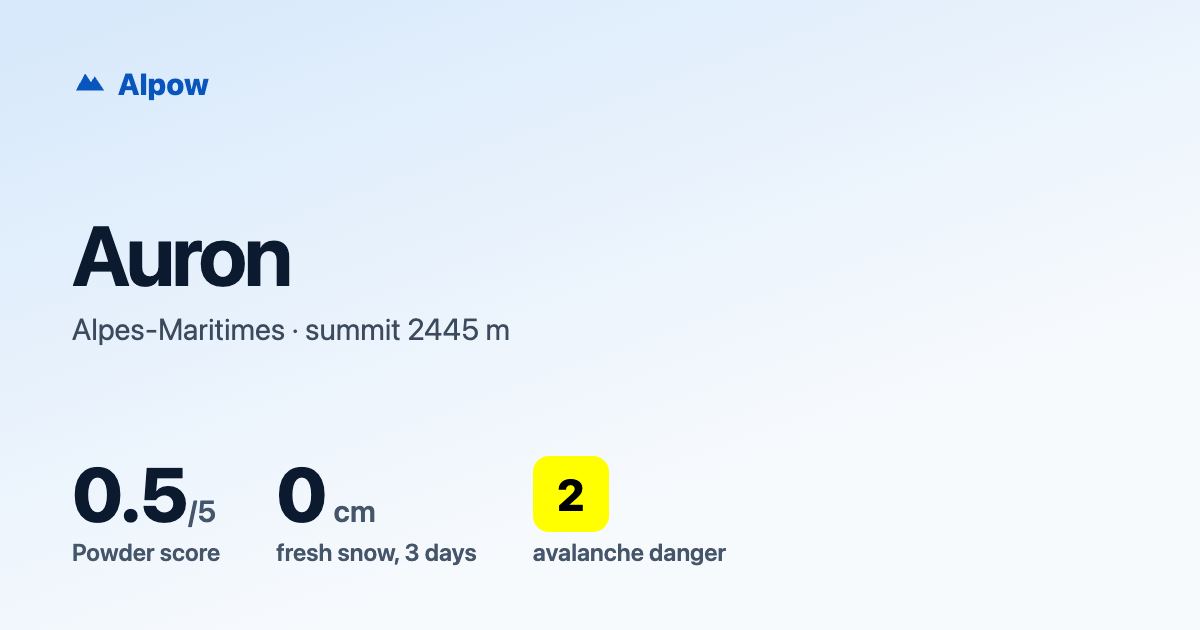 Alpow
Auron
Alpes-Maritimes · summit 2445 m
0.5/5
Powder score
0 cm
fresh snow, 3 days
2
avalanche danger